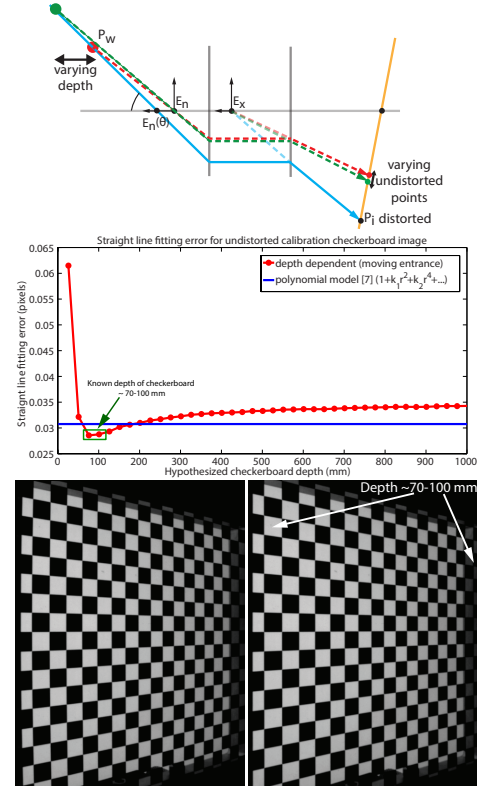 P_w
varying
depth
E_n
E_x
E_n(θ)
varying
undistorted
points
P_i distorted
Straight line fitting error for undistorted calibration checkerboard image
0.065
0.06
0.055
0.05
0.045
0.04
0.035
0.03
0.025
Straight line fitting error (pixels)
depth dependent (moving entrance)
polynomial model [7] (1+k_1r^2+k_2r^4+...)
Known depth of checkerboard
~70-100 mm
0 100 200 300 400 500 600 700 800 900 1000
Hypothesized checkerboard depth (mm)
Depth ~70-100 mm